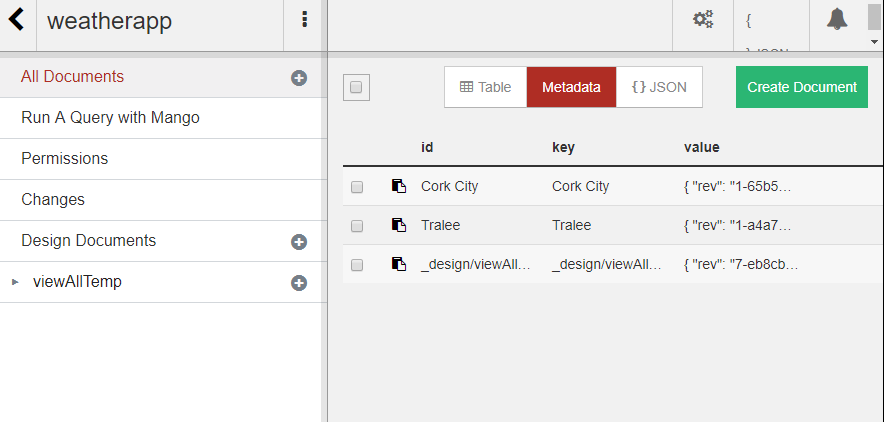 weatherapp
{
All Documents
Run A Query with Mango
Permissions
Changes
Design Documents
viewAllTemp
Table Metadata {} JSON Create Document
id key value
Cork City Cork City { "rev": "1-65b5...
Tralee Tralee { "rev": "1-a4a7...
_design/viewAll... _design/viewAll... { "rev": "7-eb8cb...